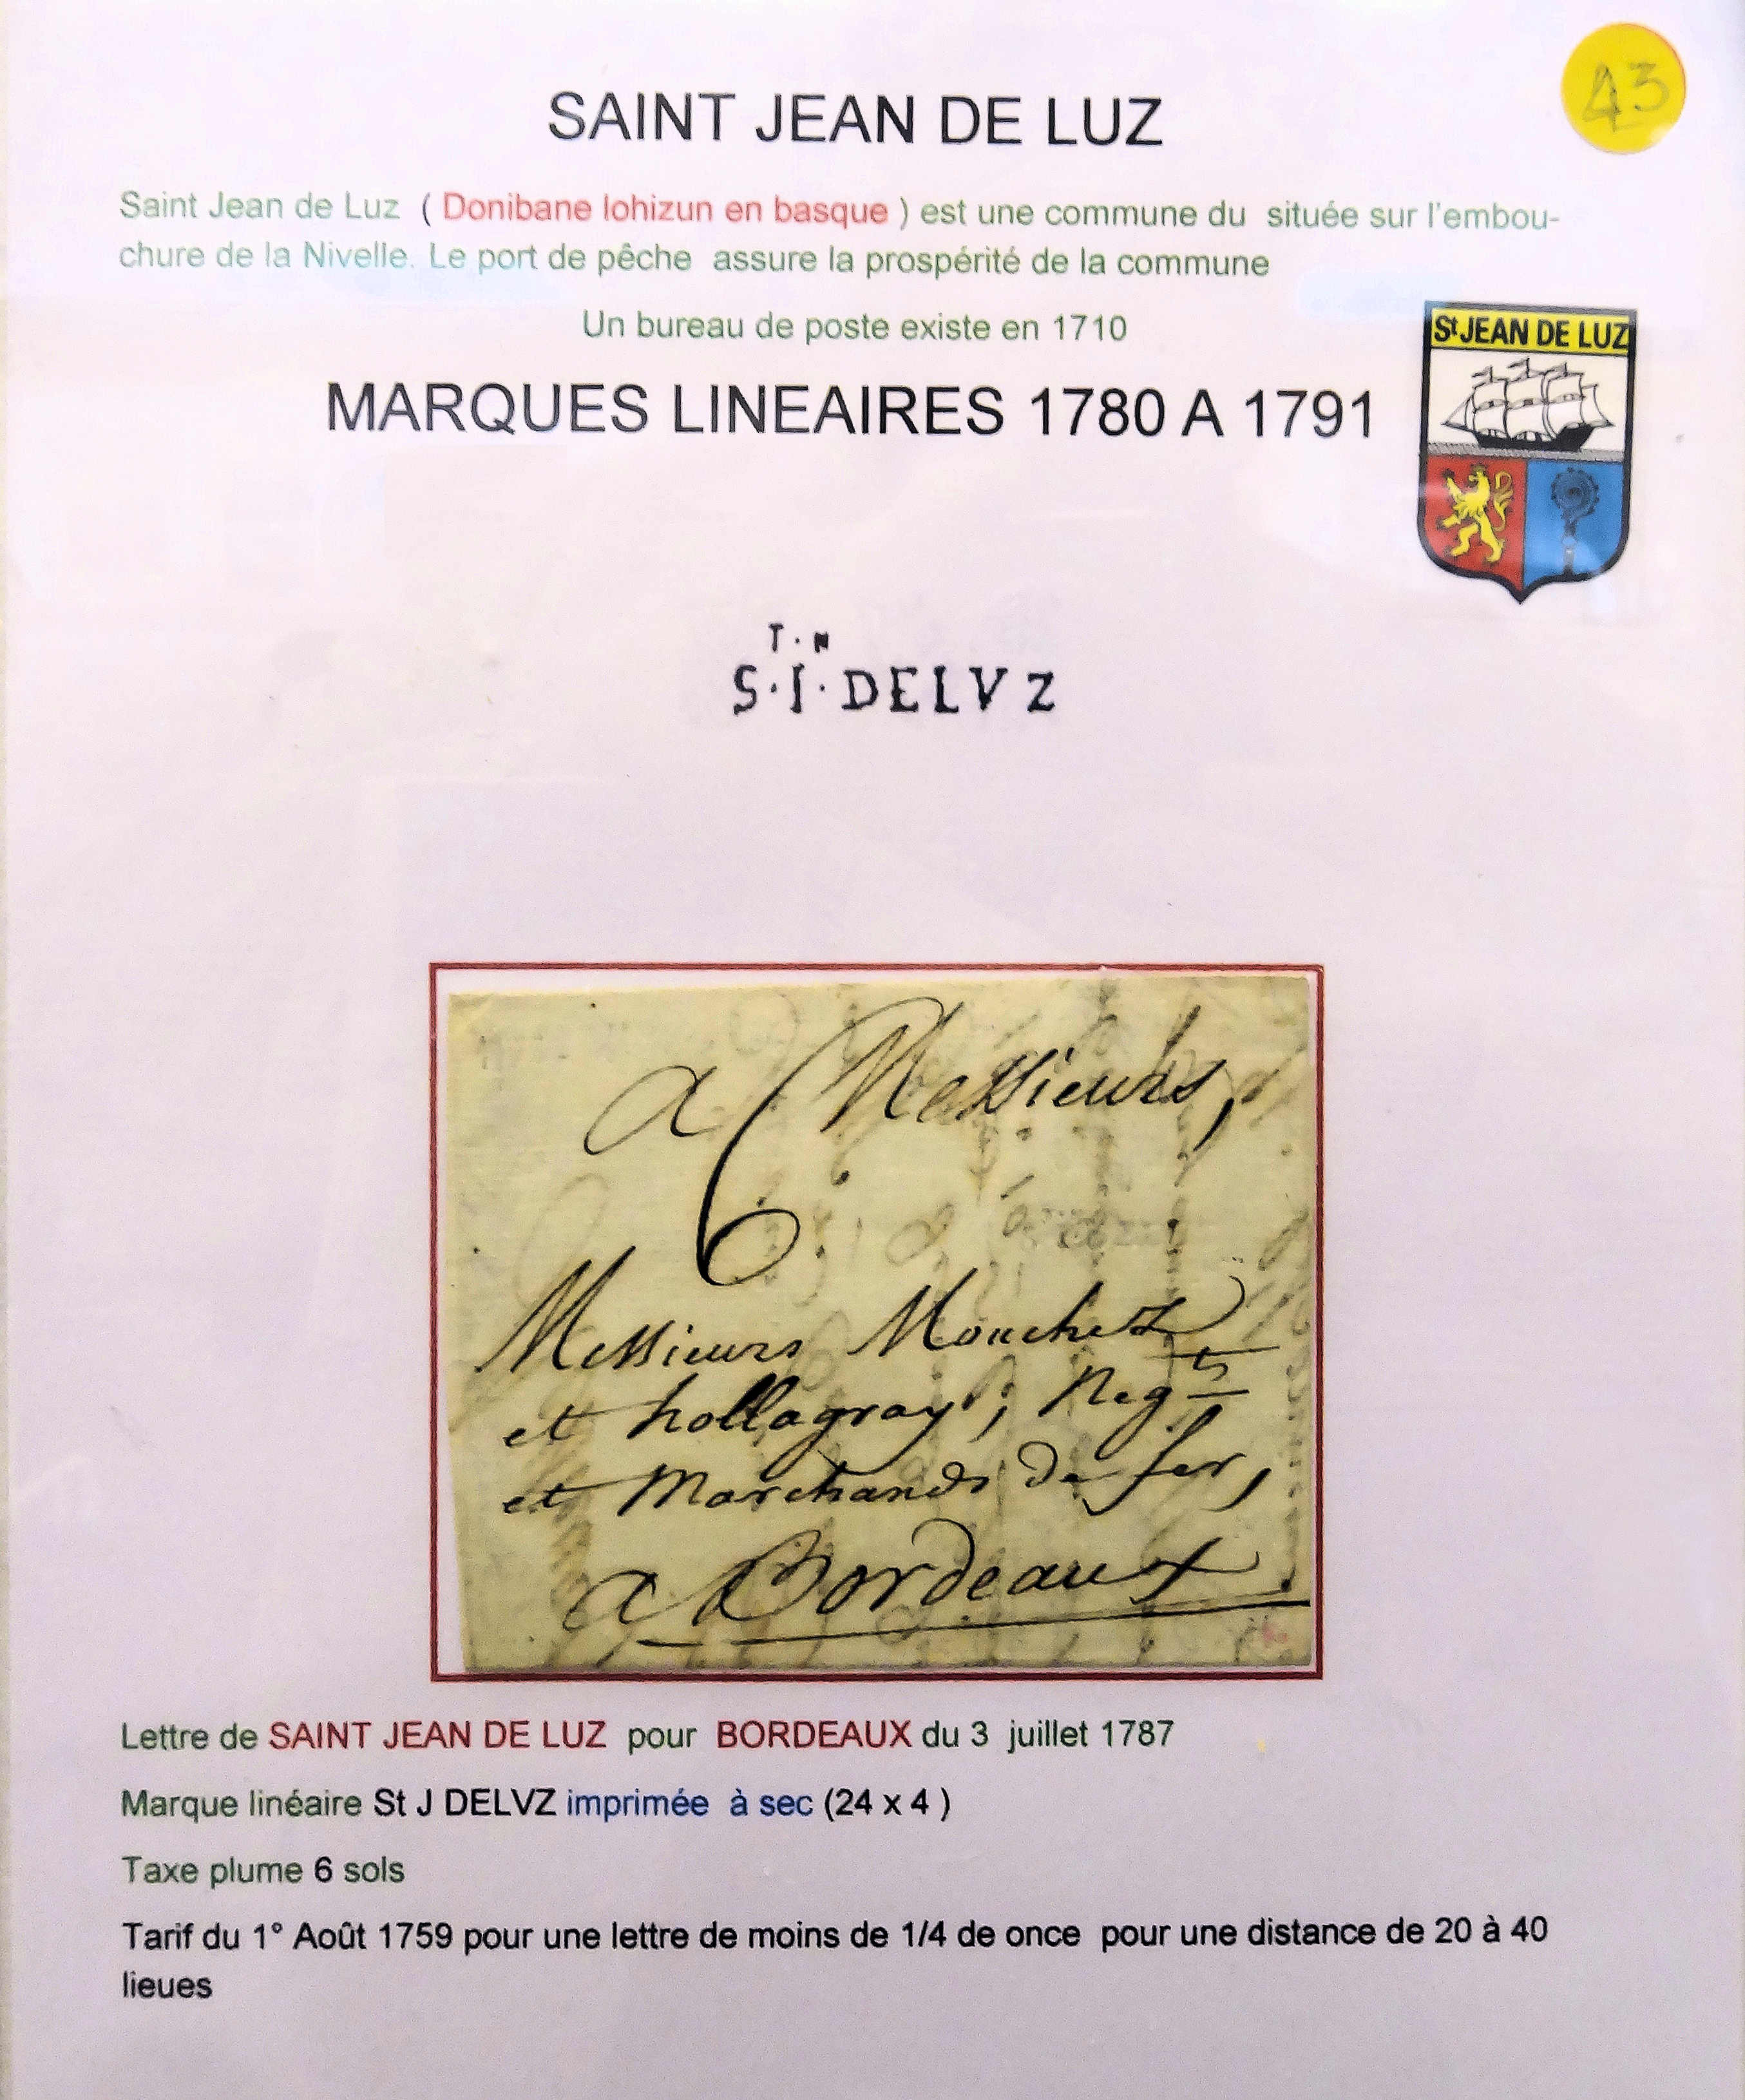 43
SAINT JEAN DE LUZ
Saint Jean de Luz ( Donibane lohizun en basque ) est une commune du située sur l'embou-
chure de la Nivelle. Le port de pêche assure la prospérité de la commune
Un bureau de poste existe en 1710
St JEAN DE LUZ
MARQUES LINEAIRES 1780 A 1791
T · N
S·I·DELVZ
a Messieurs,
6
Messieurs Mouchez
et hollagray, Negts
et Marchands de fer,
a Bordeaux
Lettre de SAINT JEAN DE LUZ pour BORDEAUX du 3 juillet 1787
Marque linéaire St J DELVZ imprimée à sec (24 x 4 )
Taxe plume 6 sols
Tarif du 1° Août 1759 pour une lettre de moins de 1/4 de once pour une distance de 20 à 40
lieues